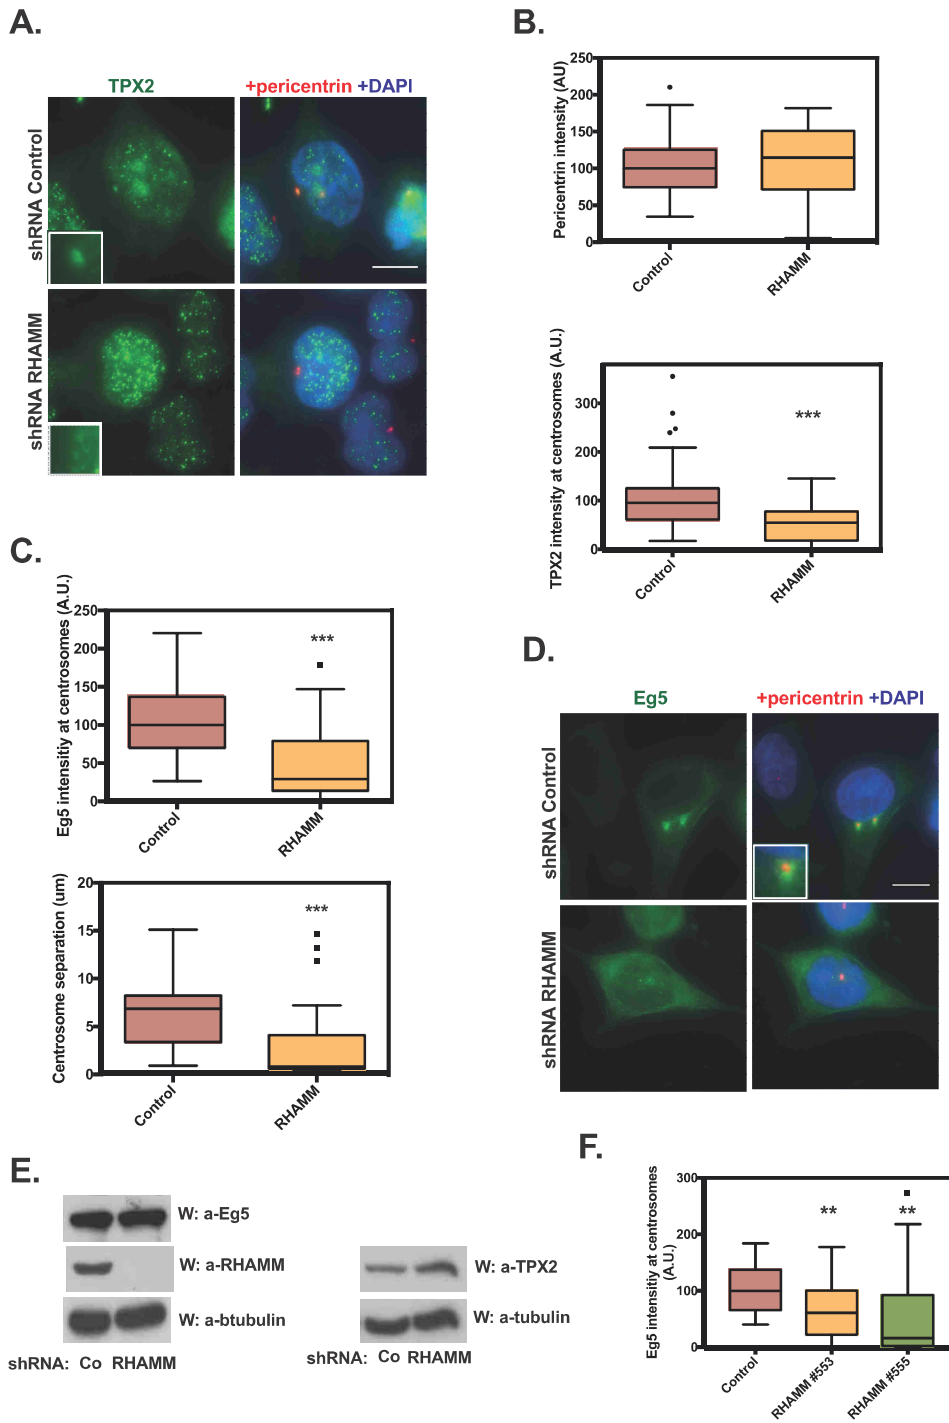 A.
TPX2
+pericentrin +DAPI
shRNA Control
shRNA RHAMM
B.
Pericentrin intensity (AU)
250
200
150
100
50
0
Control
RHAMM
TPX2 intensity at centrosomes (A.U.)
300
200
100
0
***
Control
RHAMM
C.
Eg5 intensitiy at centrosomes (A.U.)
250
200
150
100
50
0
***
Control
RHAMM
Centrosome separation (um)
20
15
10
5
0
***
Control
RHAMM
D.
Eg5
+pericentrin +DAPI
shRNA Control
shRNA RHAMM
E.
W: a-Eg5
W: a-RHAMM
W: a-btubulin
shRNA: Co RHAMM
W: a-TPX2
W: a-tubulin
shRNA: Co RHAMM
F.
Eg5 intensitiy at centrosomes
(A.U.)
300
200
100
0
**
**
Control
RHAMM #553
RHAMM #555